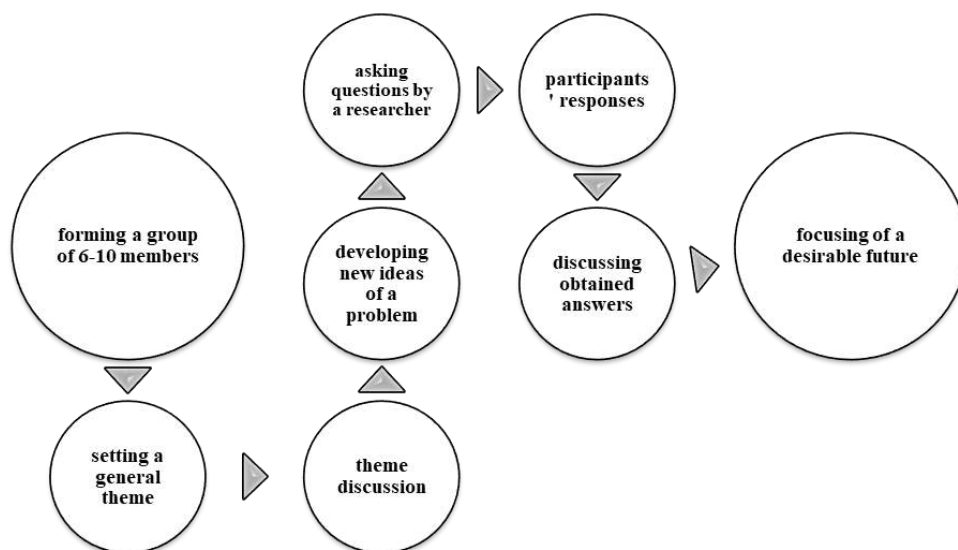 forming a group
of 6-10 members
setting a
general
theme
theme
discussion
developing
new ideas
of a
problem
asking
questions by
a researcher
participants
' responses
discussing
obtained
answers
focusing of a
desirable future